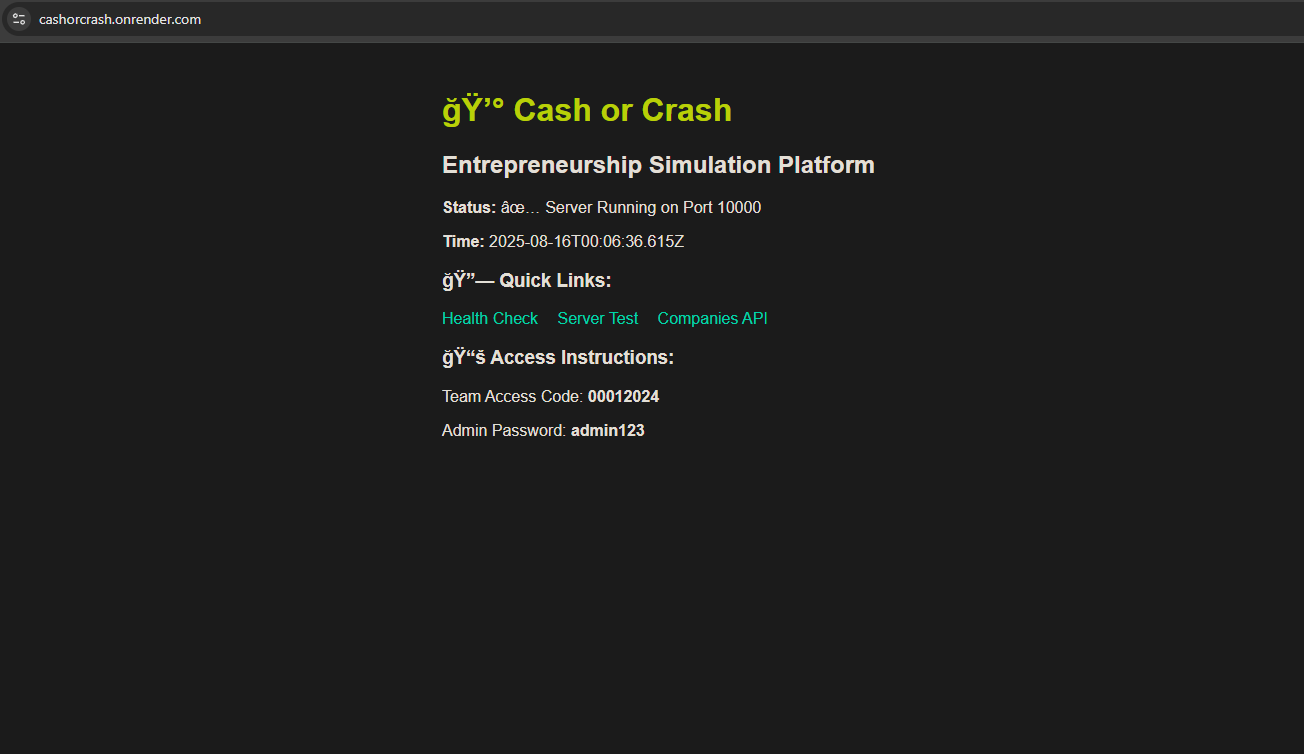 cashorcrash.onrender.com
ğŸ’° Cash or Crash
Entrepreneurship Simulation Platform
Status: âœ… Server Running on Port 10000
Time: 2025-08-16T00:06:36.615Z
ğŸ”— Quick Links:
Health Check Server Test Companies API
ğŸ“š Access Instructions:
Team Access Code: 00012024
Admin Password: admin123